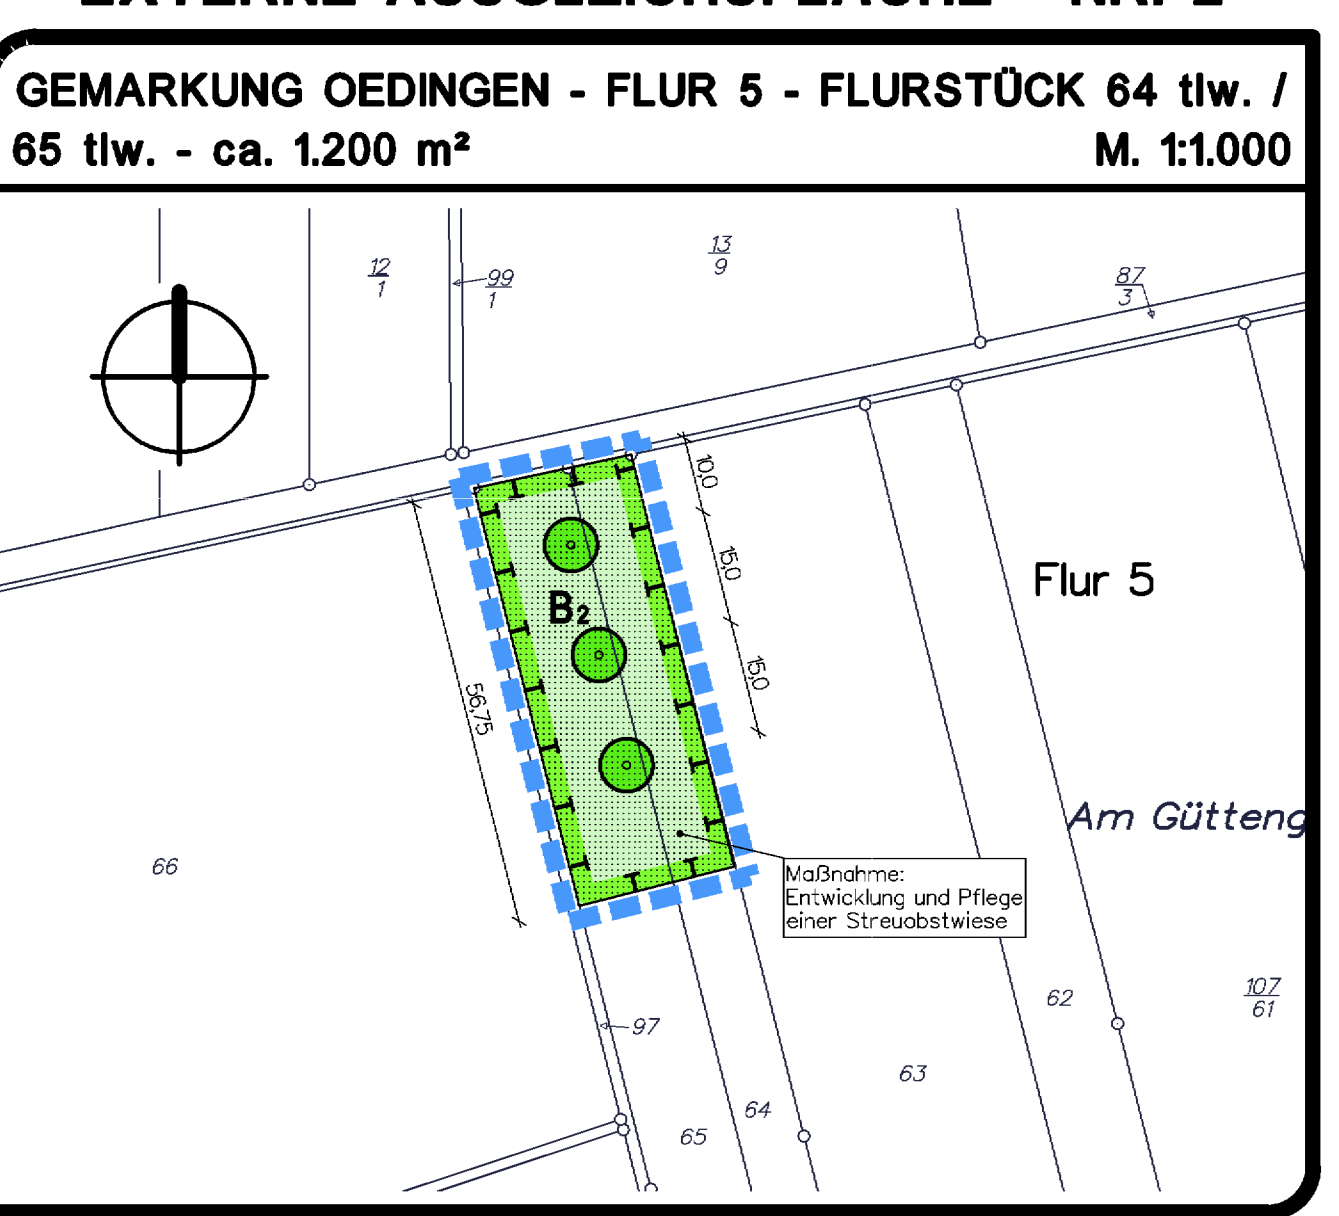 GEMARKUNG OEDINGEN - FLUR 5 - FLURSTÜCK 64 tlw. /
65 tlw. - ca. 1.200 m²
M. 1:1.000
13
9
12
1
99
1
87
3
10,0
15,0
15,0
56,75
B2
Flur 5
Am Gütteng
66
Maßnahme:
Entwicklung und Pflege
einer Streuobstwiese
97
62
107
61
63
64
65